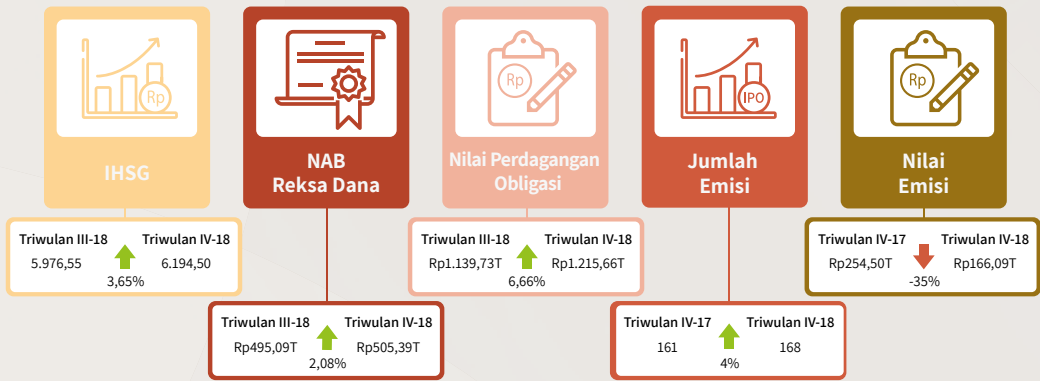 Rp
IHSG
NAB
Reksa Dana
Rp
Nilai Perdagangan
Obligasi
IPO
Jumlah
Emisi
Rp
Nilai
Emisi
Triwulan III-18 Triwulan IV-18
5.976,55 6.194,50
3,65%
Triwulan III-18 Triwulan IV-18
Rp495,09T Rp505,39T
2,08%
Triwulan III-18 Triwulan IV-18
Rp1.139,73T Rp1.215,66T
6,66%
Triwulan IV-17 Triwulan IV-18
161 168
4%
Triwulan IV-17 Triwulan IV-18
Rp254,50T Rp166,09T
-35%